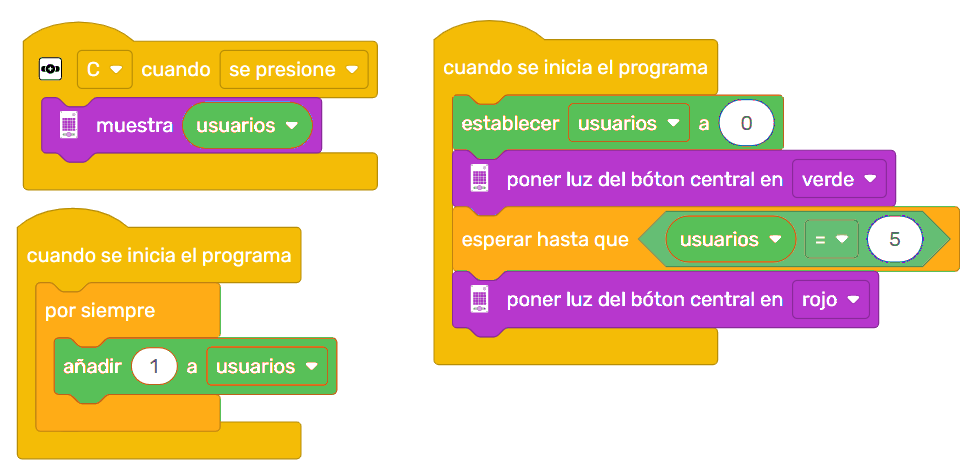 C cuando se presione
muestra usuarios
cuando se inicia el programa
por siempre
añadir 1 a usuarios
cuando se inicia el programa
establecer usuarios a 0
poner luz del bóton central en verde
esperar hasta que usuarios = 5
poner luz del bóton central en rojo